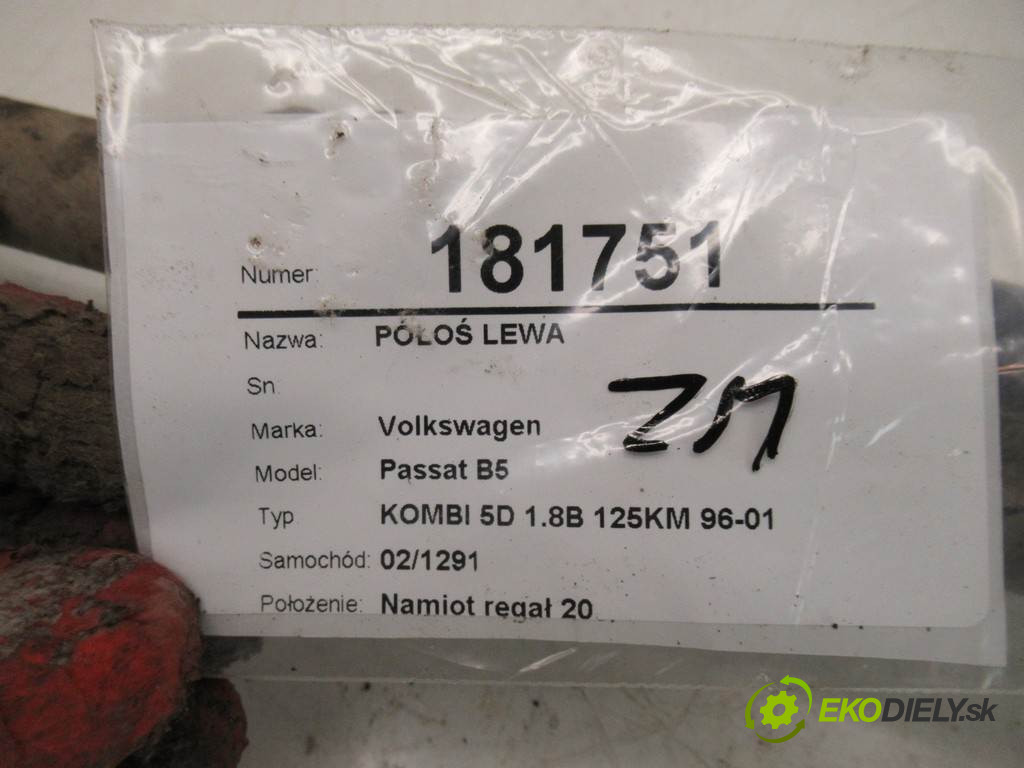 Numer: 181751
Nazwa: PÓŁOŚ LEWA
Sn
Marka: Volkswagen
ZM
Model: Passat B5
Typ KOMBI 5D 1.8B 125KM 96-01
Samochód: 02/1291
Położenie: Namiot regał 20
EKODIELY.sk